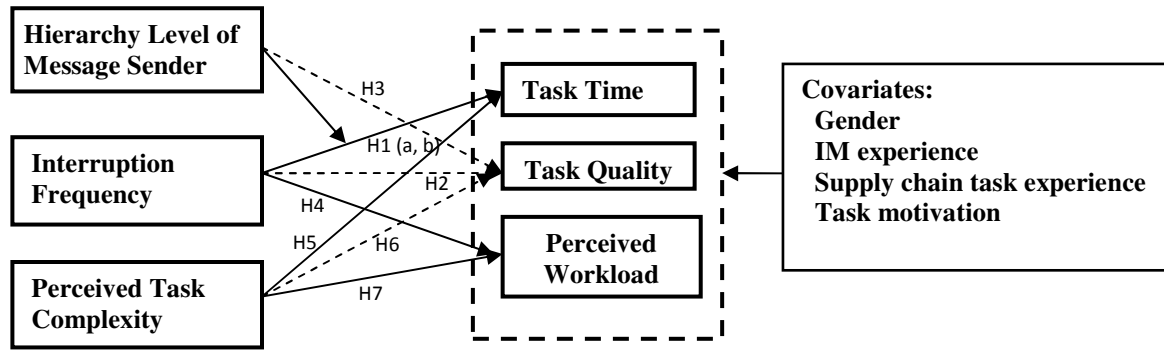 Hierarchy Level of
Message Sender
Interruption
Frequency
Perceived Task
Complexity
H3
H1 (a, b)
H2
H4
H5
H6
H7
Task Time
Task Quality
Perceived
Workload
Covariates:
Gender
IM experience
Supply chain task experience
Task motivation